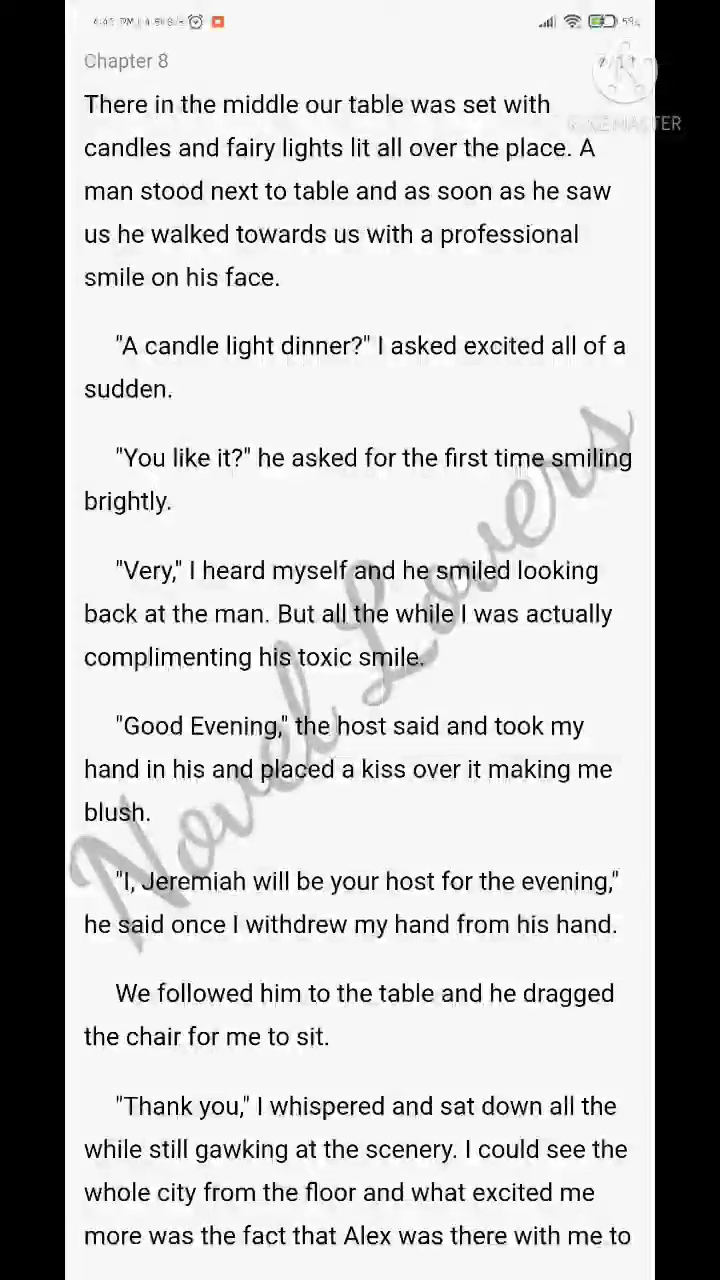 Chapter 8
There in the middle our table was set with
candles and fairy lights lit all over the place. A
man stood next to table and as soon as he saw
us he walked towards us with a professional
smile on his face.
"A candle light dinner?" I asked excited all of a
sudden.
"You like it?" he asked for the first time smiling
brightly.
"Very," I heard myself and he smiled looking
back at the man. But all the while I was actually
complimenting his toxic smile.
"Good Evening," the host said and took my
hand in his and placed a kiss over it making me
blush.
"I, Jeremiah will be your host for the evening,"
he said once I withdrew my hand from his hand.
We followed him to the table and he dragged
the chair for me to sit.
"Thank you," I whispered and sat down all the
while still gawking at the scenery. I could see the
whole city from the floor and what excited me
more was the fact that Alex was there with me to
Novel Lovers